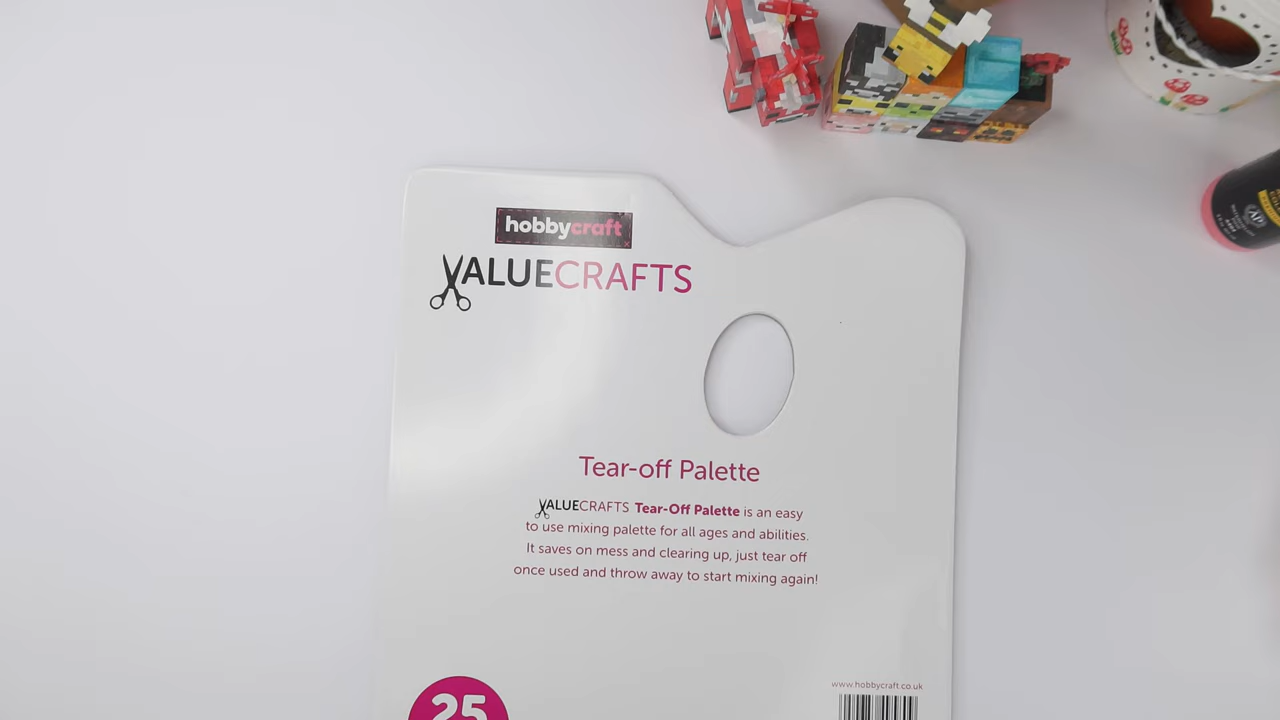 hobbycraft
VALUECRAFTS
Tear-off Palette
VALUECRAFTS Tear-Off Palette is an easy
to use mixing palette for all ages and abilities.
It saves on mess and clearing up, just tear off
once used and throw away to start mixing again!
25
www.hobbycraft.co.uk
AP